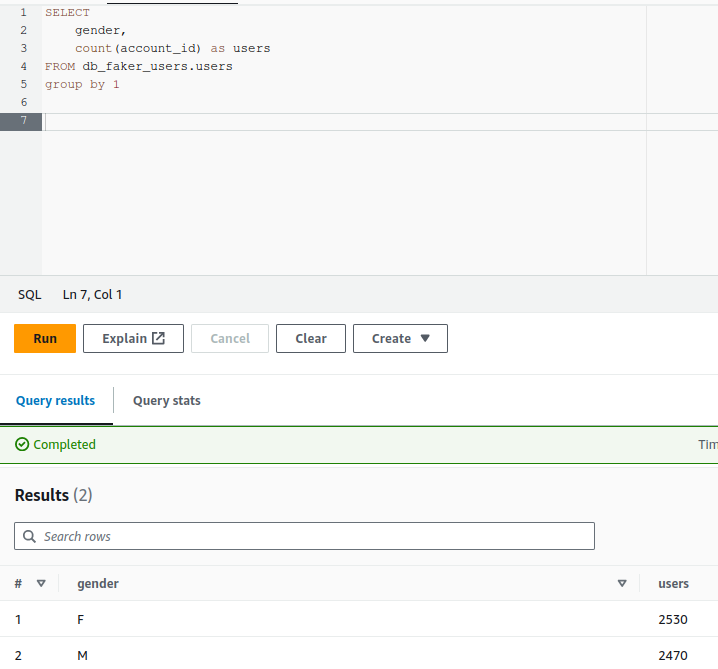 1 SELECT
2 gender,
3 count(account_id) as users
4 FROM db_faker_users.users
5 group by 1
6
7
SQL Ln 7, Col 1
Run Explain Cancel Clear Create
Query results Query stats
Completed Tim
Results (2)
Search rows
# gender users
1 F 2530
2 M 2470